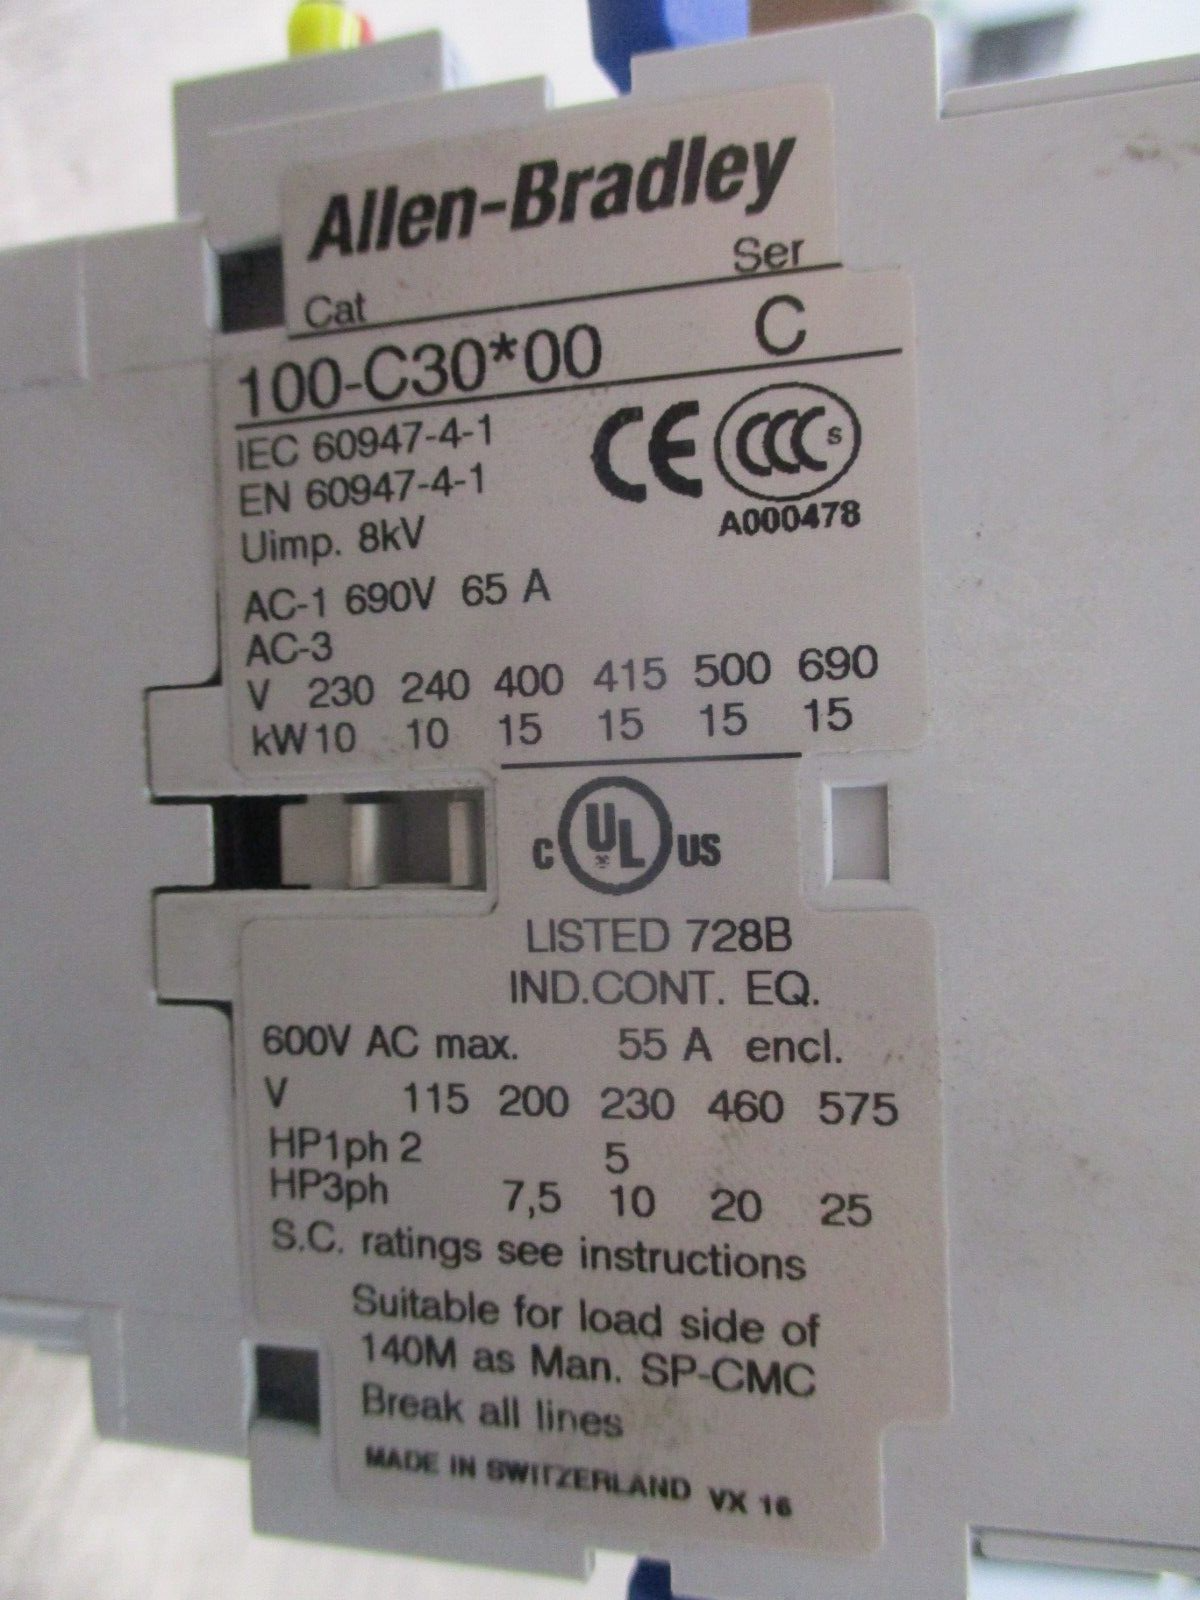 Allen-Bradley
Cat Ser
100-C30*00 C
IEC 60947-4-1
EN 60947-4-1
CE CCC S
A000478
Uimp. 8kV
AC-1 690V 65 A
AC-3
V 230 240 400 415 500 690
kW 10 10 15 15 15 15
C UL US
LISTED 728B
IND.CONT. EQ.
600V AC max. 55 A encl.
V 115 200 230 460 575
HP1ph 2 5
HP3ph 7,5 10 20 25
S.C. ratings see instructions
Suitable for load side of
140M as Man. SP-CMC
Break all lines
MADE IN SWITZERLAND VX 16